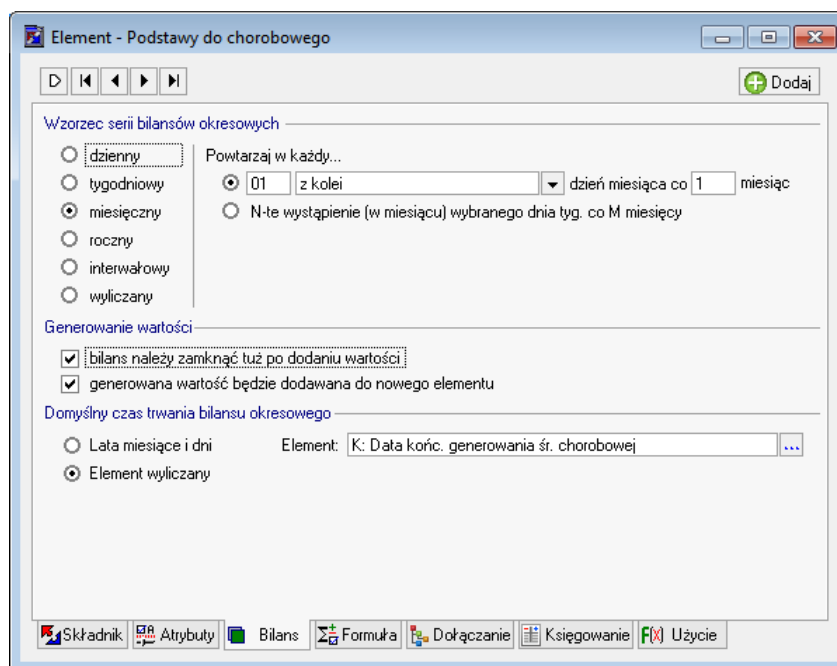 Element - Podstawy do chorobowego
Dodaj
Wzorzec serii bilansów okresowych
dzienny
Powtarzaj w każdy...
tygodniowy
01 z kolei dzień miesiąca co 1 miesiąc
miesięczny
N-te wystąpienie (w miesiącu) wybranego dnia tyg. co M miesięcy
roczny
interwałowy
wyliczany
Generowanie wartości
bilans należy zamknąć tuż po dodaniu wartości
generowana wartość będzie dodawana do nowego elementu
Domyślny czas trwania bilansu okresowego
Lata miesiące i dni
Element: K: Data końc. generowania śr. chorobowej ...
Element wyliczany
Składnik Atrybuty Bilans Formuła Dołączanie Księgowanie F(X) Użycie